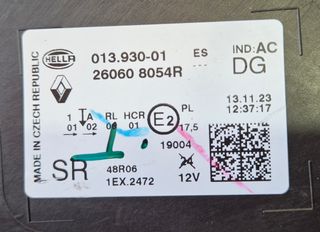 HELLA 013.930-01 ES IND: AC
26060 8054R DG
MADE IN CZECH REPUBLIC
13.11.23
12:37:17
1 A RL HCR PL
01 02 01 E2 17,5
19004
SR 48R06 24
1EX.2472 12V